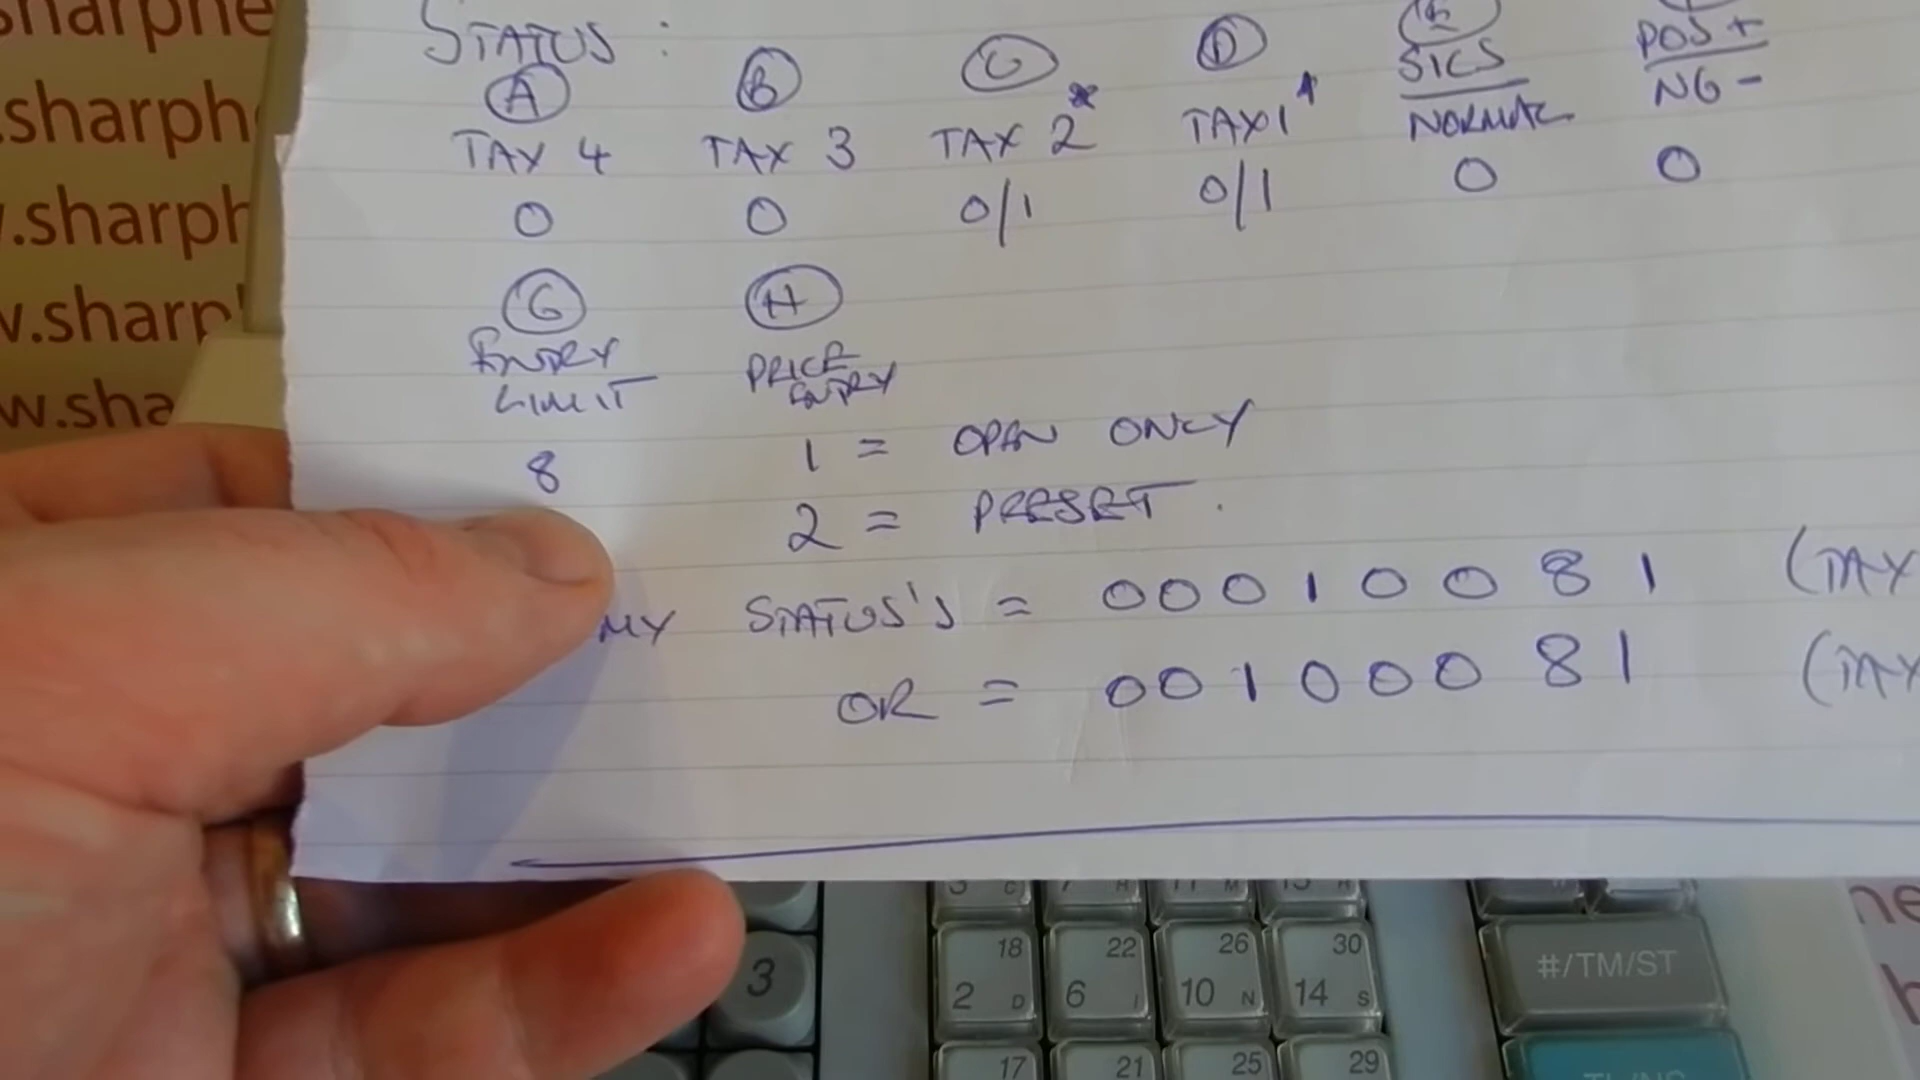 STATUS :
A B C D E
TAX 4 TAX 3 TAX 2* TAX 1* SICS POS +
NORMAL NG -
0 0 0/1 0/1 0 0
G H
ENTRY PRICE
LIMIT ENTRY
8 1 = OPEN ONLY
2 = PRESET.
MY STATUS'S = 0 0 0 1 0 0 8 1 (TAX
OR = 0 0 1 0 0 0 8 1 (TAX
sharphe
.sharph
w.sharph
w.sharph
w.sha
3
18 22 26 30
2 D 6 I 10 N 14 S
#/TM/ST
17 21 25 29